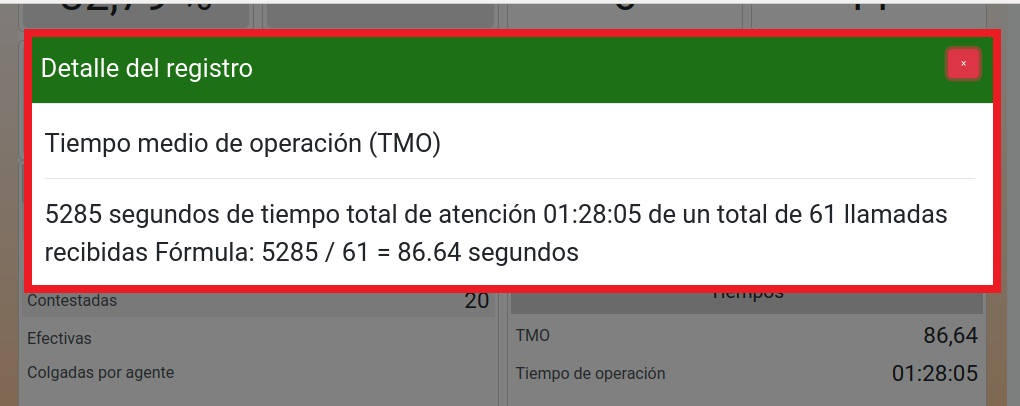 Detalle del registro
×
Tiempo medio de operación (TMO)
5285 segundos de tiempo total de atención 01:28:05 de un total de 61 llamadas
recibidas Fórmula: 5285 / 61 = 86.64 segundos
Contestadas 20
Efectivas
Colgadas por agente
Tiempos
TMO 86,64
Tiempo de operación 01:28:05